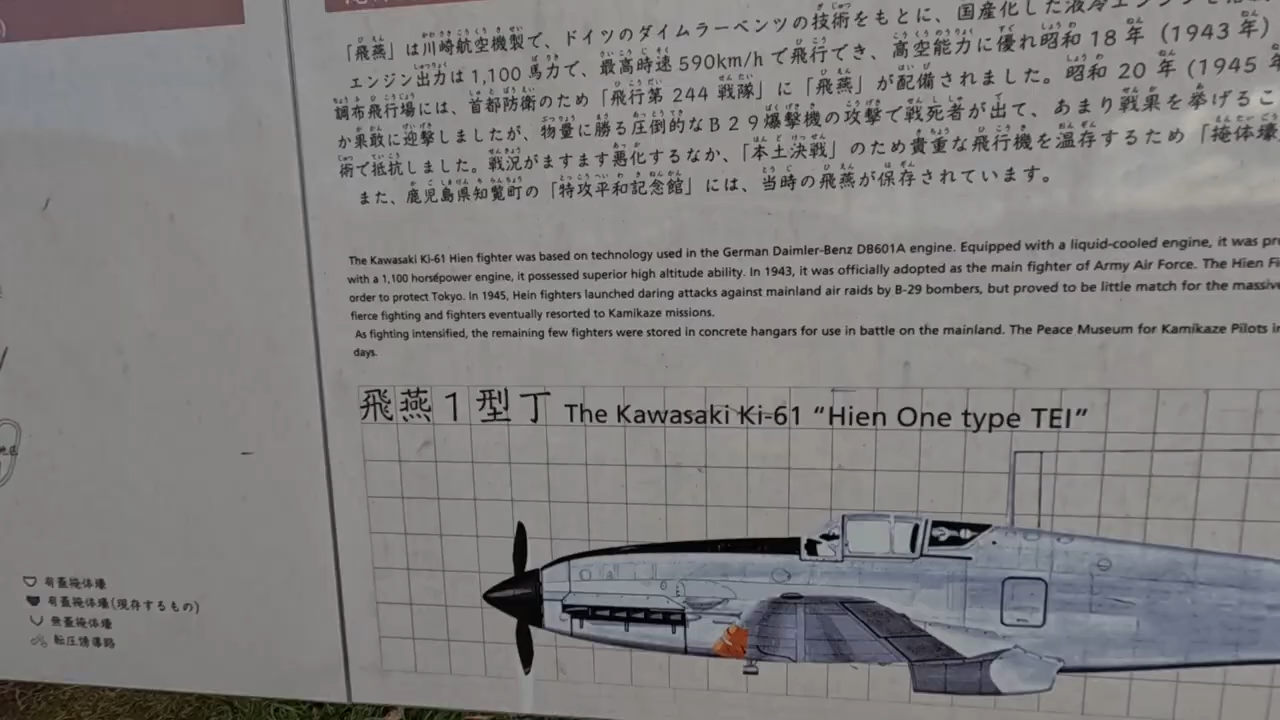 「飛燕」は川崎航空機製で、ドイツのダイムラーベンツの技術をもとに、国産化した液冷エンジンを
エンジン出力は1,100馬力で、最高時速590km/hで飛行でき、高空能力に優れ昭和18年(1943年)
調布飛行場には、首都防衛のため「飛行第244戦隊」に「飛燕」が配備されました。昭和20年(1945年
か果敢に迎撃しましたが、物量に勝る圧倒的なB29爆撃機の攻撃で戦死者が出て、あまり戦果を挙げるこ
術で抵抗しました。戦況がますます悪化するなか、「本土決戦」のため貴重な飛行機を温存するため「掩体壕
また、鹿児島県知覧町の「特攻平和記念館」には、当時の飛燕が保存されています。
The Kawasaki Ki-61 Hien fighter was based on technology used in the German Daimler-Benz DB601A engine. Equipped with a liquid-cooled engine, it was pr
with a 1,100 horsepower engine, it possessed superior high altitude ability. In 1943, it was officially adopted as the main fighter of Army Air Force. The Hien Fi
order to protect Tokyo. In 1945, Hein fighters launched daring attacks against mainland air raids by B-29 bombers, but proved to be little match for the massive
fierce fighting and fighters eventually resorted to Kamikaze missions.
As fighting intensified, the remaining few fighters were stored in concrete hangars for use in battle on the mainland. The Peace Museum for Kamikaze Pilots in
days.
飛燕1型丁 The Kawasaki Ki-61 “Hien One type TEI”
有蓋掩体壕
有蓋掩体壕(現存するもの)
無蓋掩体壕
転圧誘導路